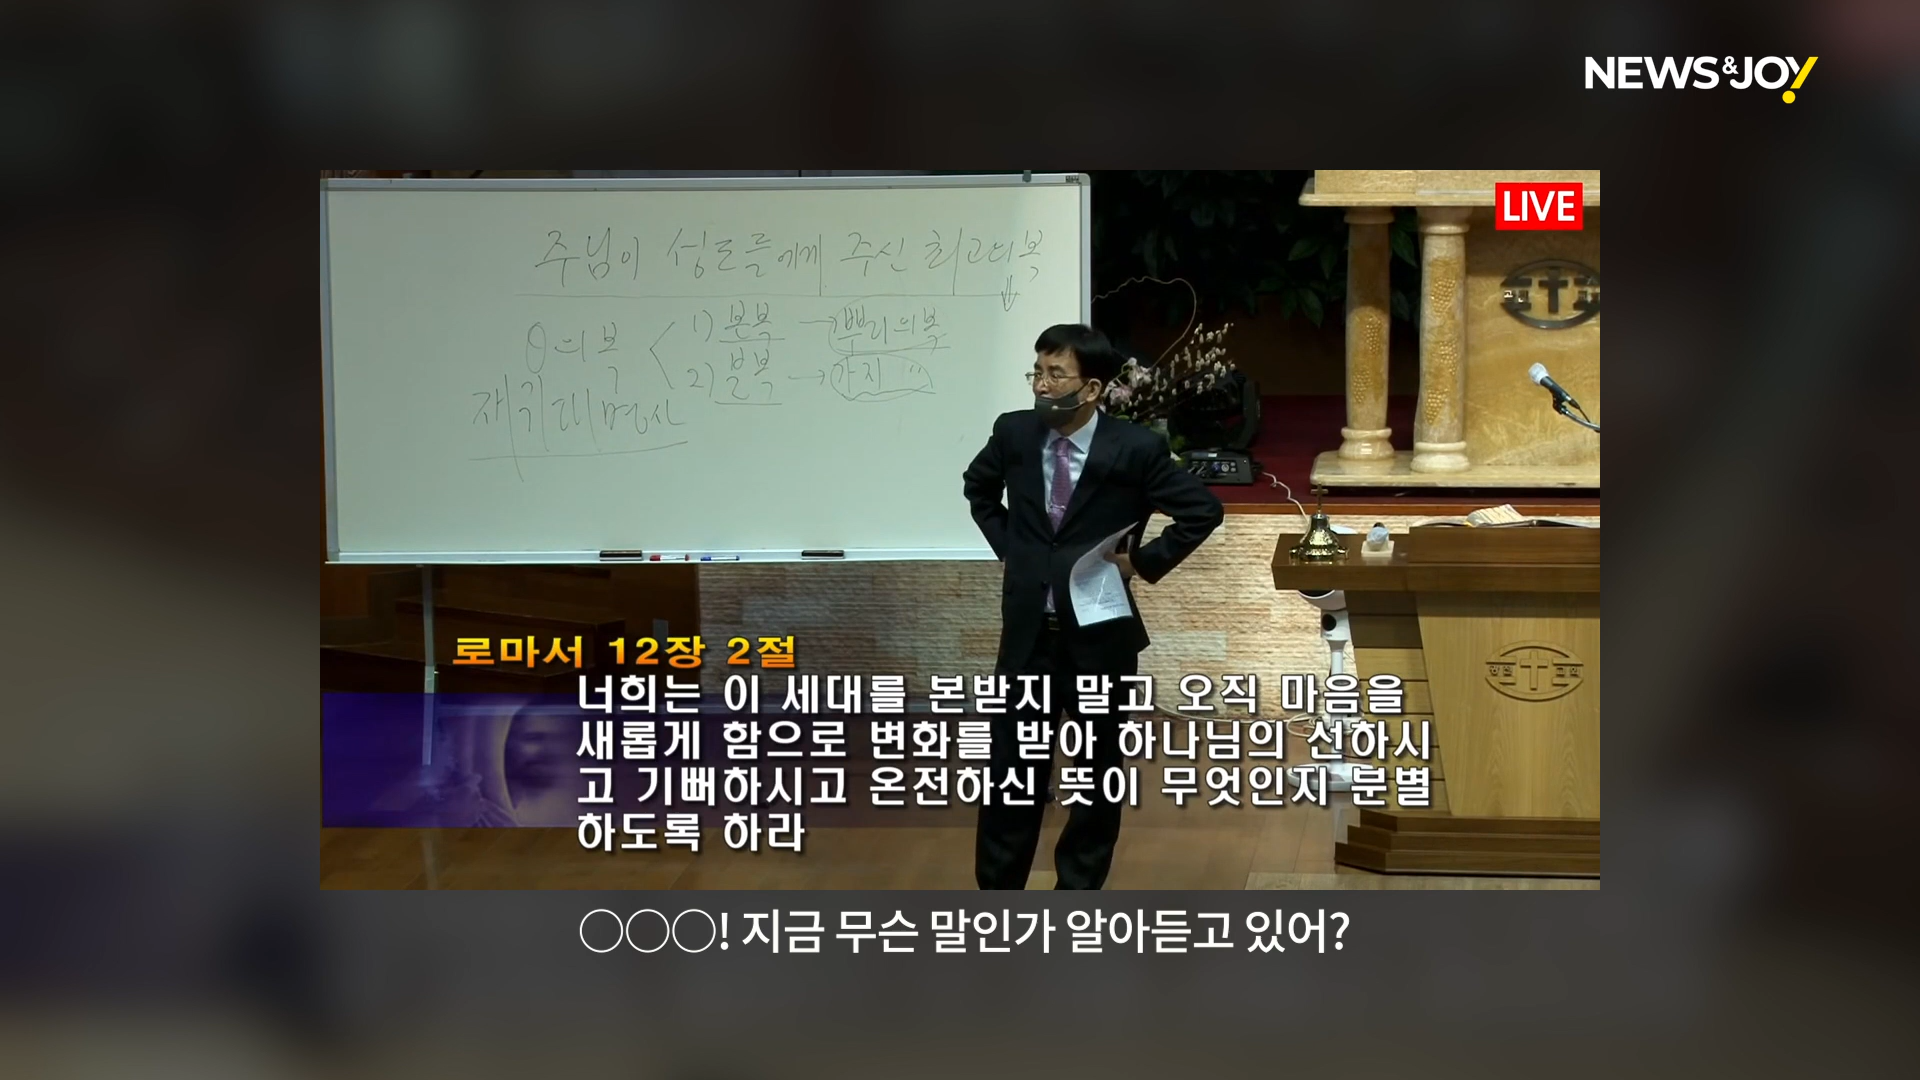 NEWS&JOY!
LIVE
주님이 성도들에게 주신 최고의 복
의 복
1) 본복 → 뿌리의 복
2) 말복 → 가지 〃
재귀대명사
로마서 12장 2절
너희는 이 세대를 본받지 말고 오직 마음을
새롭게 함으로 변화를 받아 하나님의 선하시
고 기뻐하시고 온전하신 뜻이 무엇인지 분별
하도록 하라
◯◯◯! 지금 무슨 말인가 알아듣고 있어?